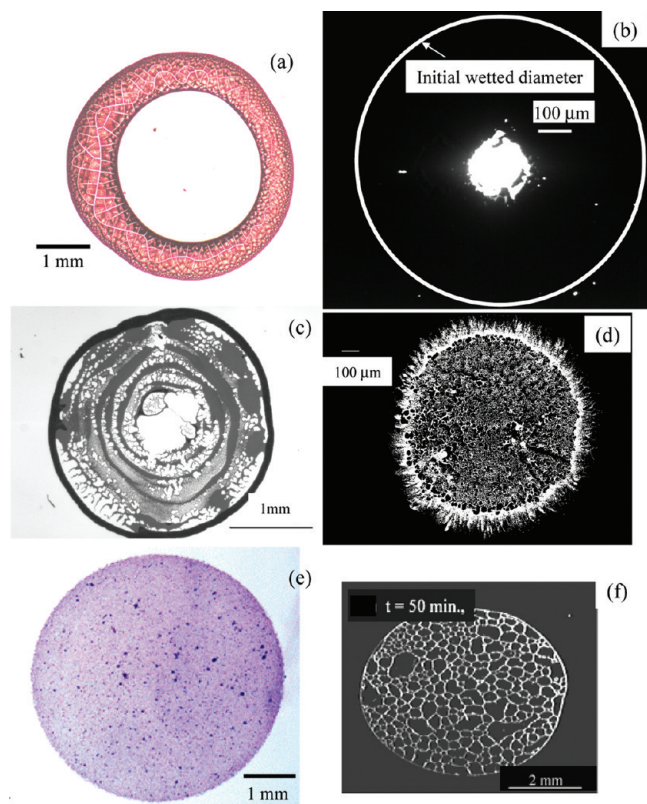 (a)
1 mm
(b)
Initial wetted diameter
100 μm
(c)
1mm
(d)
100 μm
(e)
1 mm
(f)
t = 50 min.,
2 mm